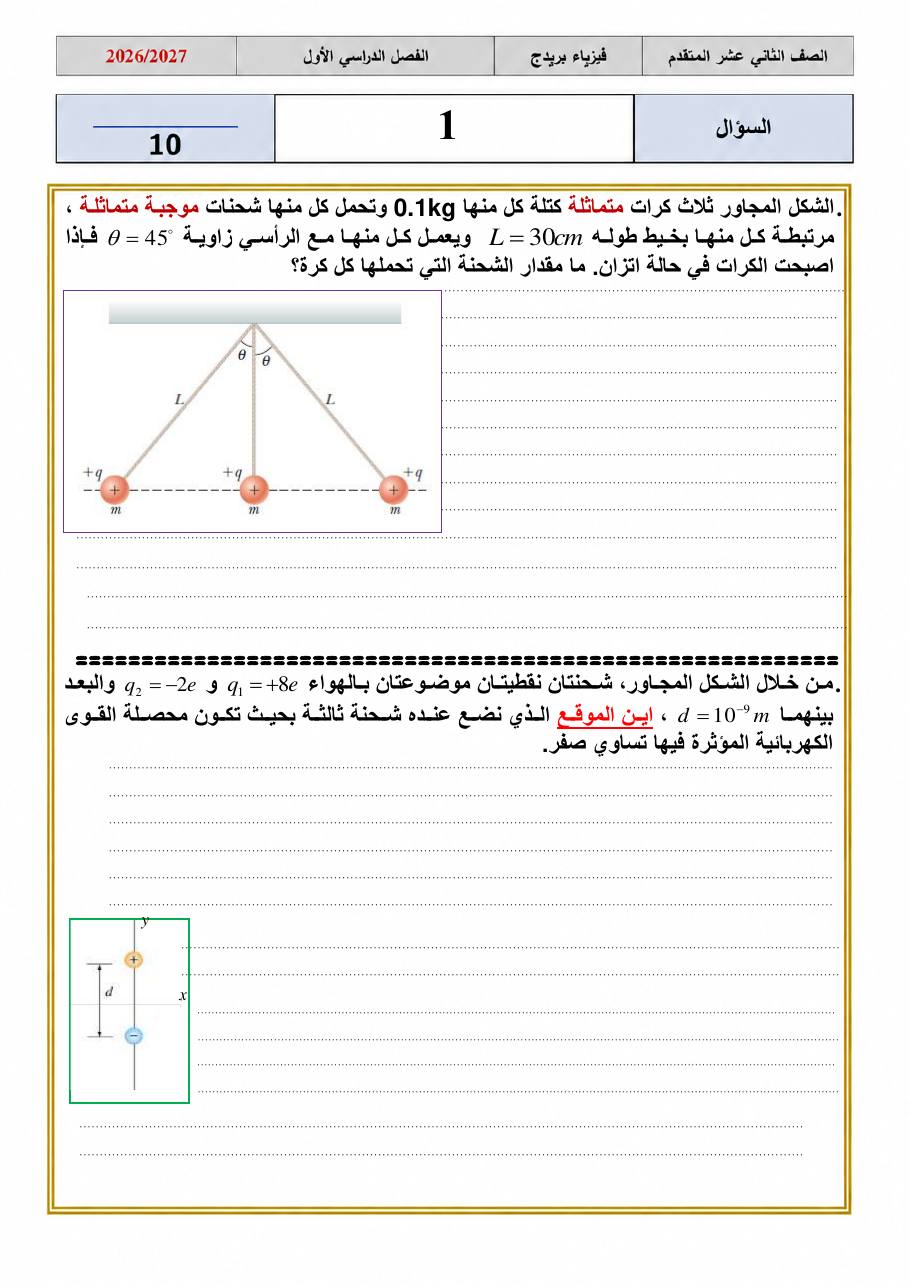 الصف الثاني عشر المتقدم فيزياء بريدج الفصل الدراسي الأول 2026/2027
السؤال 1 10
.الشكل المجاور ثلاث كرات متماثلة كتلة كل منها 0.1kg وتحمل كل منها شحنات موجبة متماثلة ،
مرتبطة كل منها بخيط طوله L = 30cm ويعمل كل منها مع الرأسي زاوية θ = 45° فإذا
اصبحت الكرات في حالة اتزان. ما مقدار الشحنة التي تحملها كل كرة؟
θ θ
L L
+q +q +q
+ + +
m m m
.من خلال الشكل المجاور، شحنتان نقطيتان موضوعتان بالهواء q₁ = +8e و q₂ = −2e والبعد
بينهما d = 10⁻⁹ m ، اين الموقع الذي نضع عنده شحنة ثالثة بحيث تكون محصلة القوى
الكهربائية المؤثرة فيها تساوي صفر.
y
+
d x
−